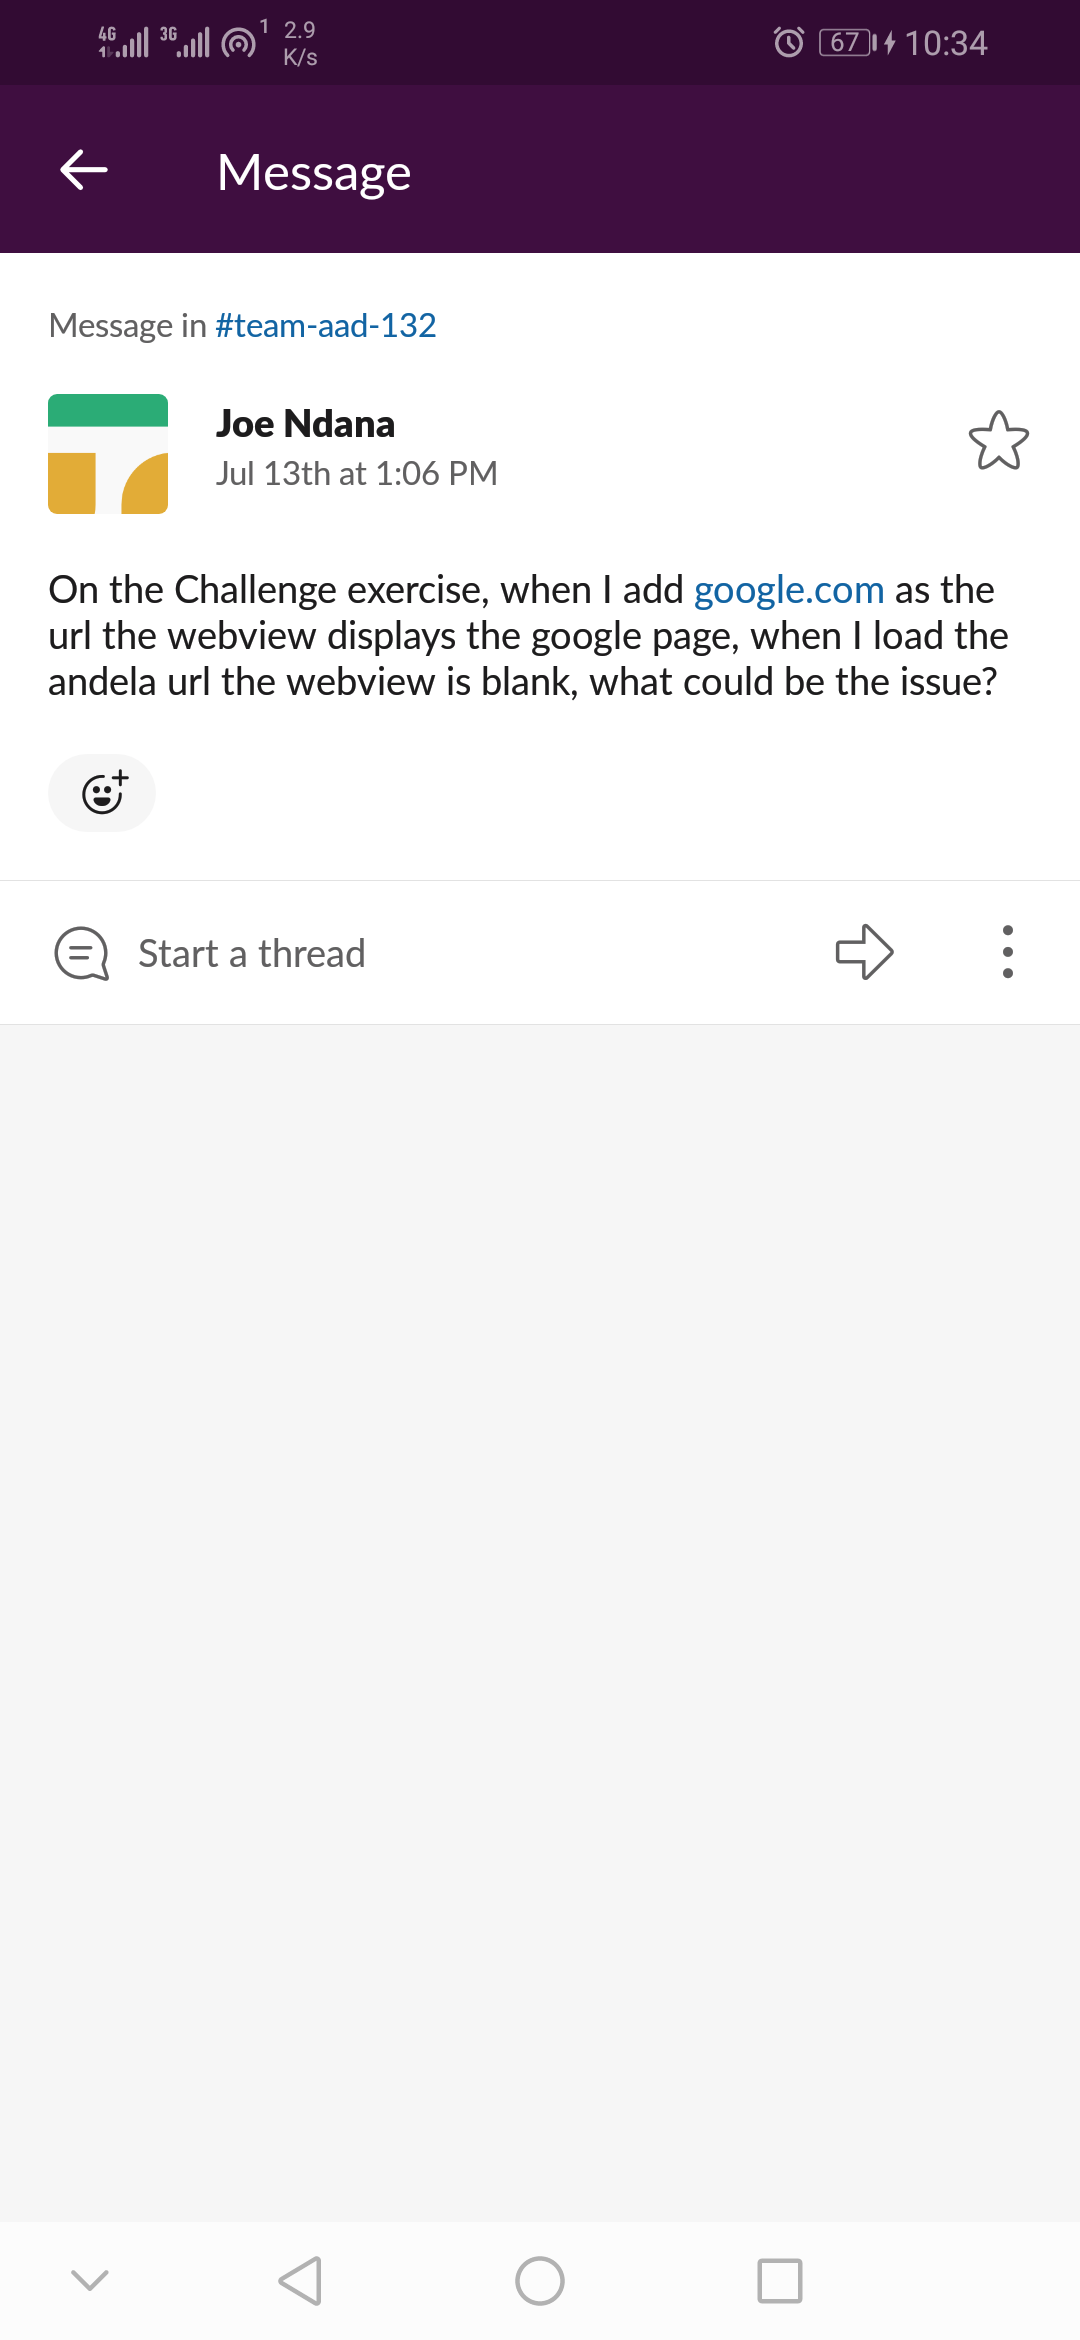 4G 3G 1 2.9
K/s
67 10:34
Message
Message in #team-aad-132
Joe Ndana
Jul 13th at 1:06 PM
On the Challenge exercise, when I add google.com as the
url the webview displays the google page, when I load the
andela url the webview is blank, what could be the issue?
Start a thread